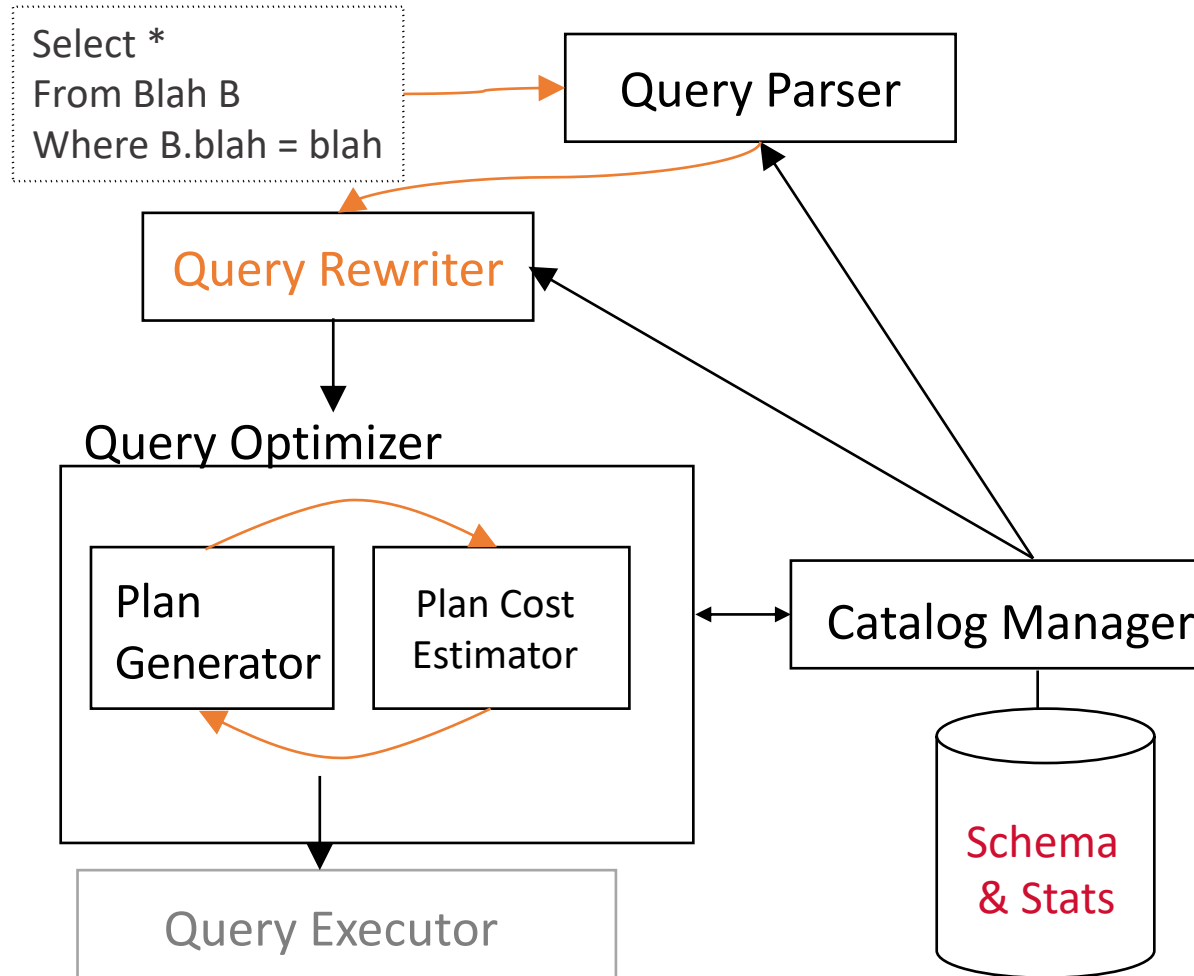 Select *
From Blah B
Where B.blah = blah
Query Parser
Query Rewriter
Query Optimizer
Plan
Generator
Plan Cost
Estimator
Catalog Manager
Schema
& Stats
Query Executor